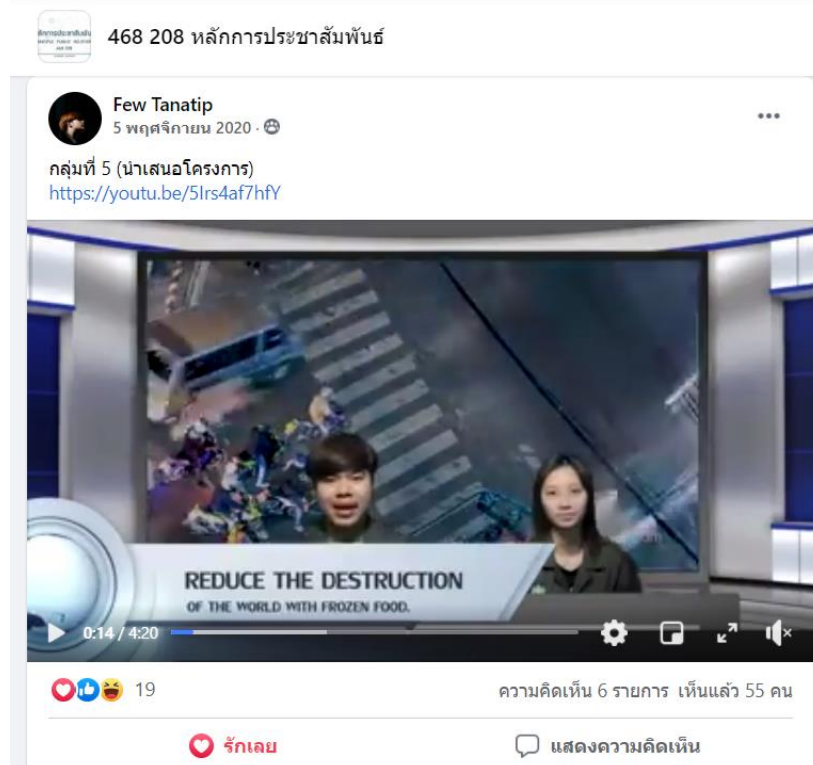 468 208 หลักการประชาสัมพันธ์
Few Tanatip
5 พฤศจิกายน 2020 ·
กลุ่มที่ 5 (นำเสนอโครงการ)
https://youtu.be/5lrs4af7hfY
REDUCE THE DESTRUCTION
OF THE WORLD WITH FROZEN FOOD.
0:14 / 4:20
19
ความคิดเห็น 6 รายการ เห็นแล้ว 55 คน
รักเลย
แสดงความคิดเห็น